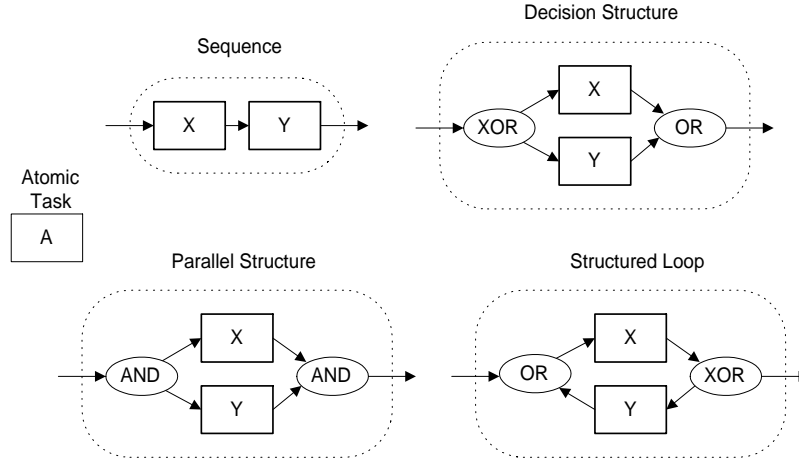 Decision Structure
Sequence
X
XOR
OR
Y
X
Y
Atomic
Task
A
Parallel Structure
X
AND
AND
Y
Structured Loop
X
OR
XOR
Y